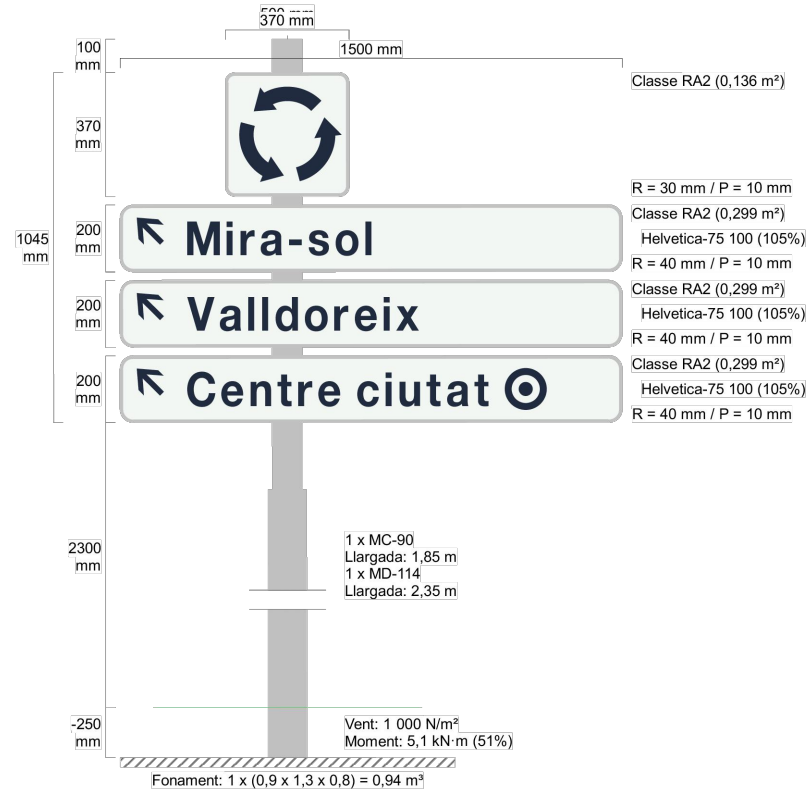 370 mm
1500 mm
100
mm
Classe RA2 (0,136 m²)
370
mm
R = 30 mm / P = 10 mm
Classe RA2 (0,299 m²)
200
mm
Mira-sol
Helvetica-75 100 (105%)
R = 40 mm / P = 10 mm
1045
mm
Classe RA2 (0,299 m²)
200
mm
Valldoreix
Helvetica-75 100 (105%)
R = 40 mm / P = 10 mm
Classe RA2 (0,299 m²)
200
mm
Centre ciutat
Helvetica-75 100 (105%)
R = 40 mm / P = 10 mm
2300
mm
1 x MC-90
Llargada: 1,85 m
1 x MD-114
Llargada: 2,35 m
-250
mm
Vent: 1 000 N/m²
Moment: 5,1 kN·m (51%)
Fonament: 1 x (0,9 x 1,3 x 0,8) = 0,94 m³